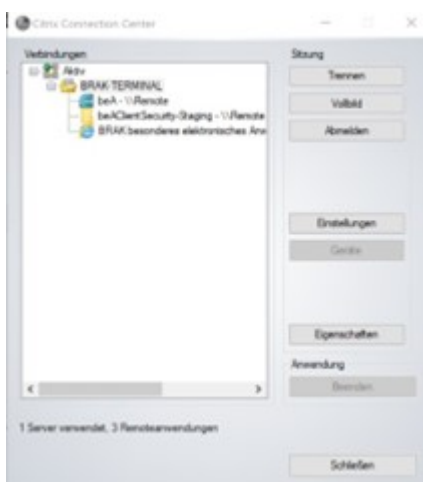 Citrix Connection Center
Verbindungen
Aktiv
BRAK-TERMINAL
beA - \\Remote
beAClientSecurity-Staging - \\Remote
BRAK besonderes elektronisches Anw
Sitzung
Trennen
Vollbild
Abmelden
Einstellungen
Geräte
Eigenschaften
Anwendung
Beenden
1 Server verwendet, 3 Remoteanwendungen
Schließen